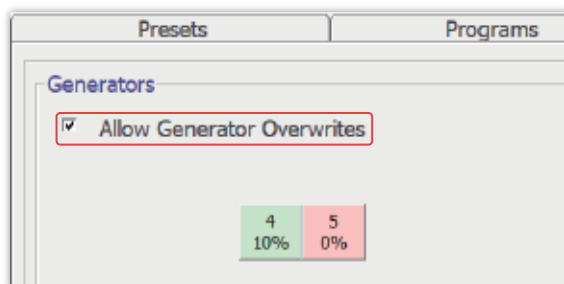 Presets Programs
Generators
Allow Generator Overwrites
4 5
10% 0%